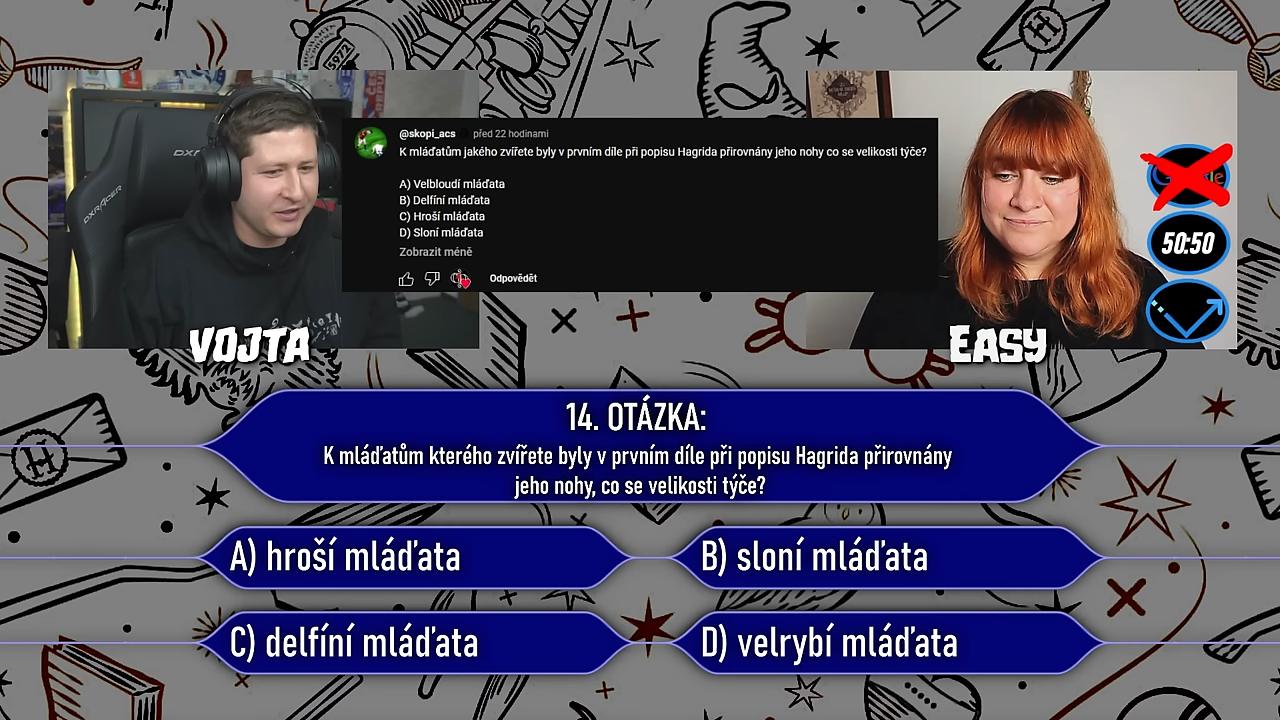 @skopi_acs před 22 hodinami
K mláďatům jakého zvířete byly v prvním díle při popisu Hagrida přirovnány jeho nohy co se velikosti týče?
A) Velbloudí mláďata
B) Delfíní mláďata
C) Hroší mláďata
D) Sloní mláďata
Zobrazit méně
Odpovědět
DXRACER
50:50
VOJTA
EASY
14. OTÁZKA:
K mláďatům kterého zvířete byly v prvním díle při popisu Hagrida přirovnány
jeho nohy, co se velikosti týče?
A) hroší mláďata
B) sloní mláďata
C) delfíní mláďata
D) velrybí mláďata